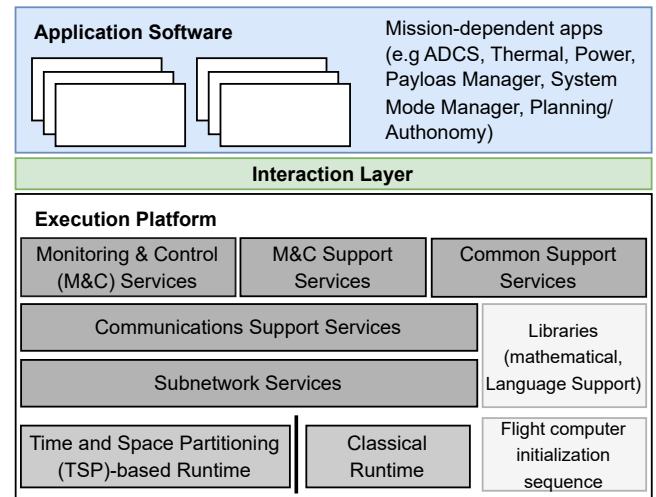 Application Software
Mission-dependent apps
(e.g ADCS, Thermal, Power,
Payloas Manager, System
Mode Manager, Planning/
Authonomy)
Interaction Layer
Execution Platform
Monitoring & Control
(M&C) Services
M&C Support
Services
Common Support
Services
Communications Support Services
Subnetwork Services
Libraries
(mathematical,
Language Support)
Time and Space Partitioning
(TSP)-based Runtime
Classical
Runtime
Flight computer
initialization
sequence